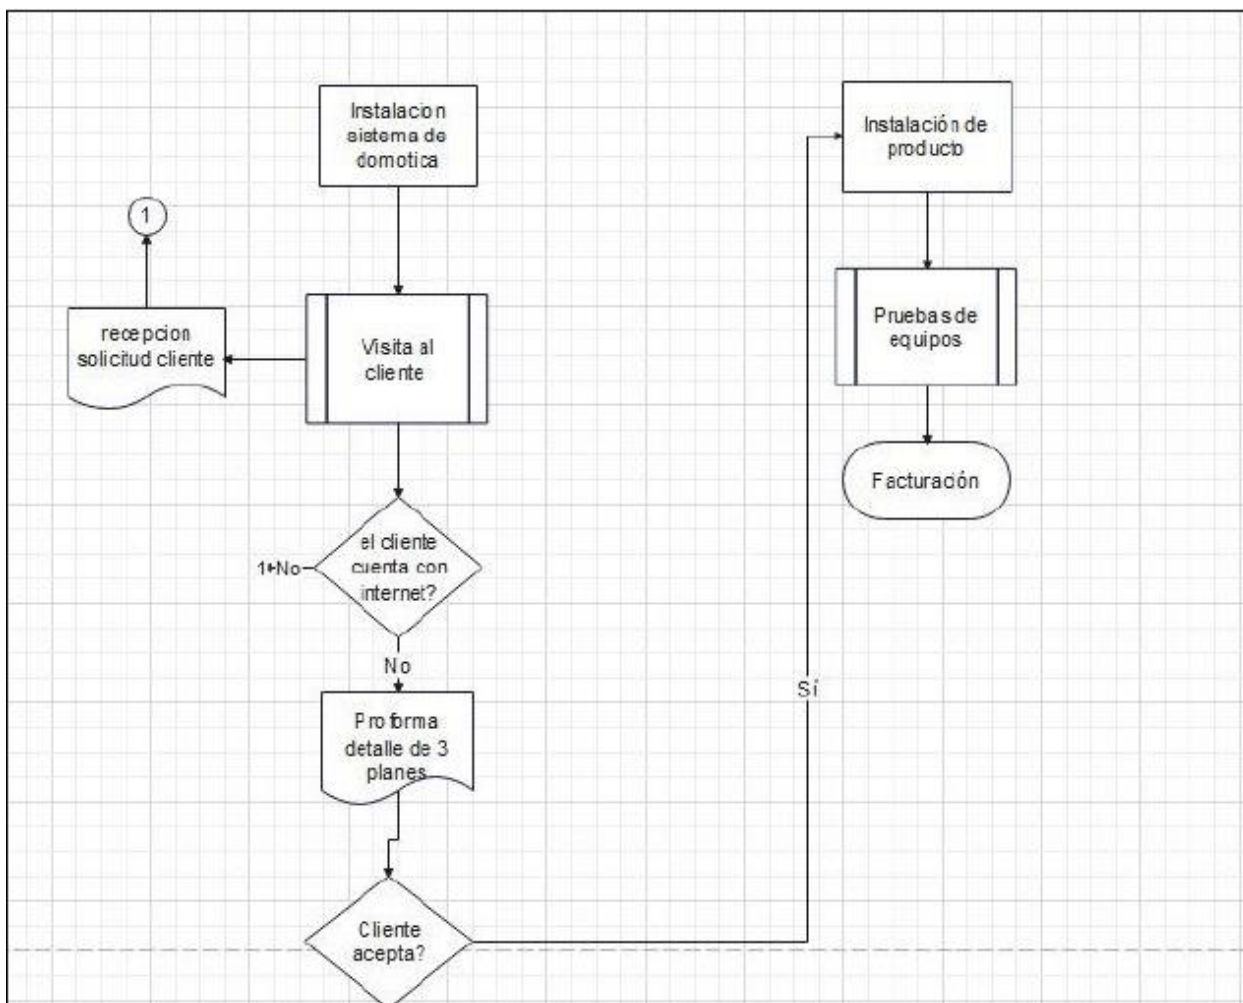 Instalacion
sistema de
domotica
1
recepcion
solicitud cliente
Visita al
cliente
el cliente
cuenta con
internet?
1
No
No
Proforma
detalle de 3
planes
Cliente
acepta?
Sí
Instalación de
producto
Pruebas de
equipos
Facturación